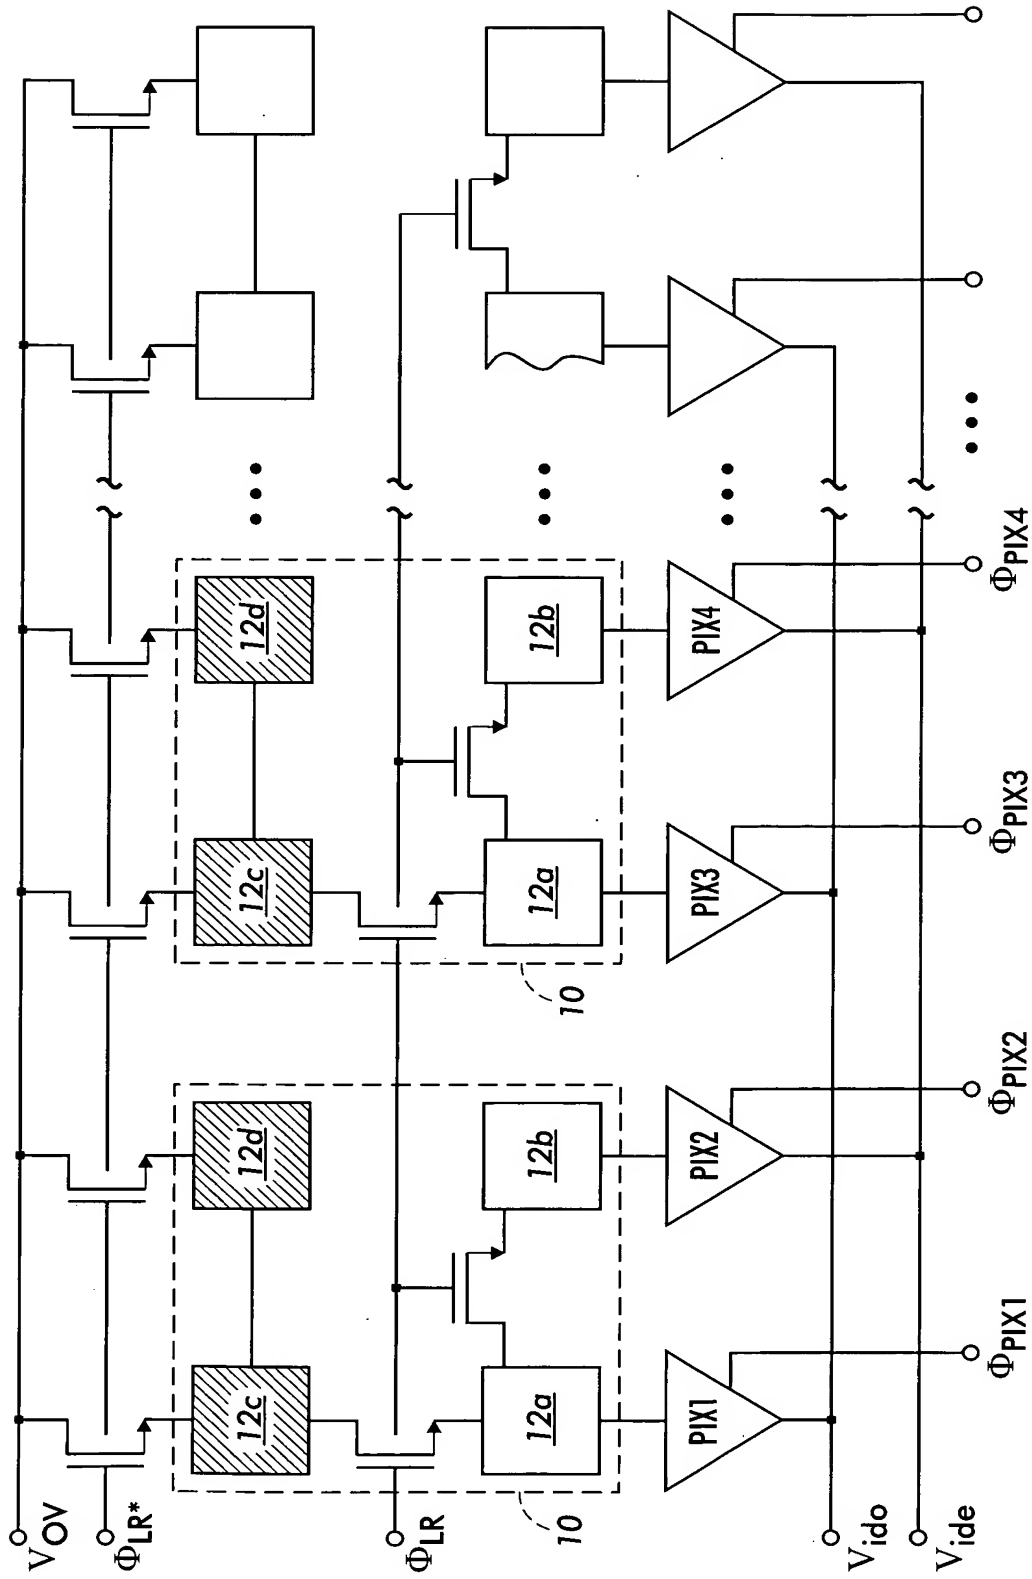 V_OV
Φ_LR*
Φ_LR
V_ido
V_ide
12c
12d
12c
12d
12a
12b
12a
12b
10
10
PIX1
PIX2
PIX3
PIX4
Φ_PIX1
Φ_PIX2
Φ_PIX3
Φ_PIX4